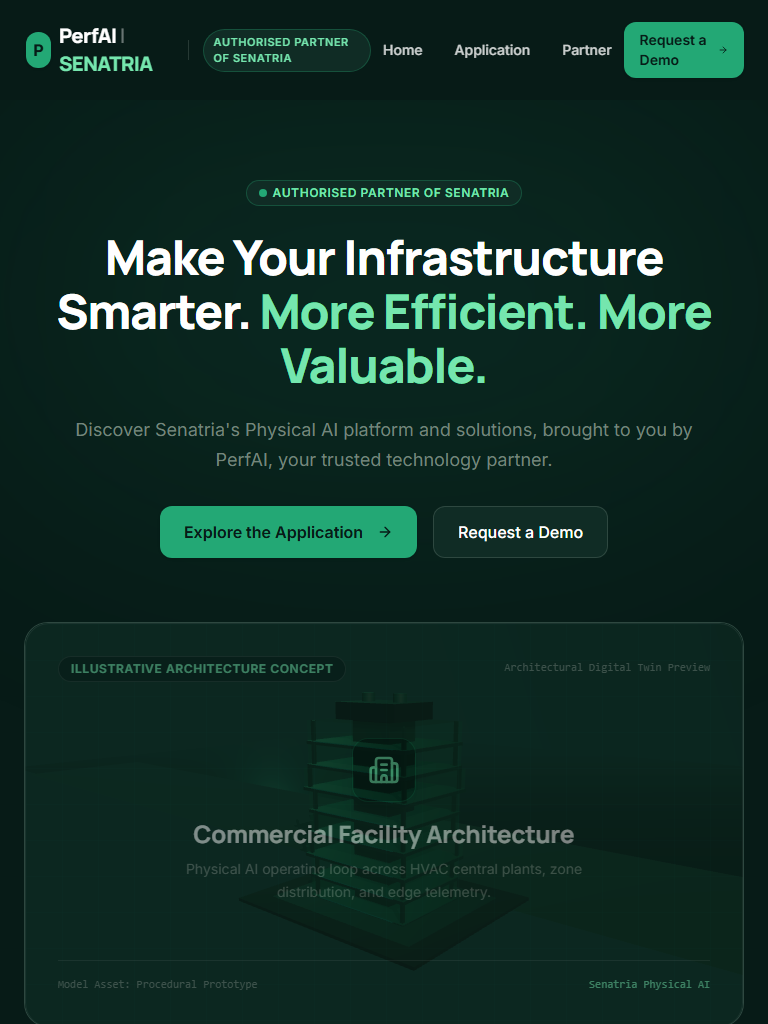 P
PerfAI |
SENATRIA
AUTHORISED PARTNER
OF SENATRIA
Home
Application
Partner
Request a
Demo
AUTHORISED PARTNER OF SENATRIA
Make Your Infrastructure
Smarter. More Efficient. More
Valuable.
Discover Senatria's Physical AI platform and solutions, brought to you by
PerfAI, your trusted technology partner.
Explore the Application
Request a Demo
ILLUSTRATIVE ARCHITECTURE CONCEPT
Architectural Digital Twin Preview
Commercial Facility Architecture
Physical AI operating loop across HVAC central plants, zone
distribution, and edge telemetry.
Model Asset: Procedural Prototype
Senatria Physical AI